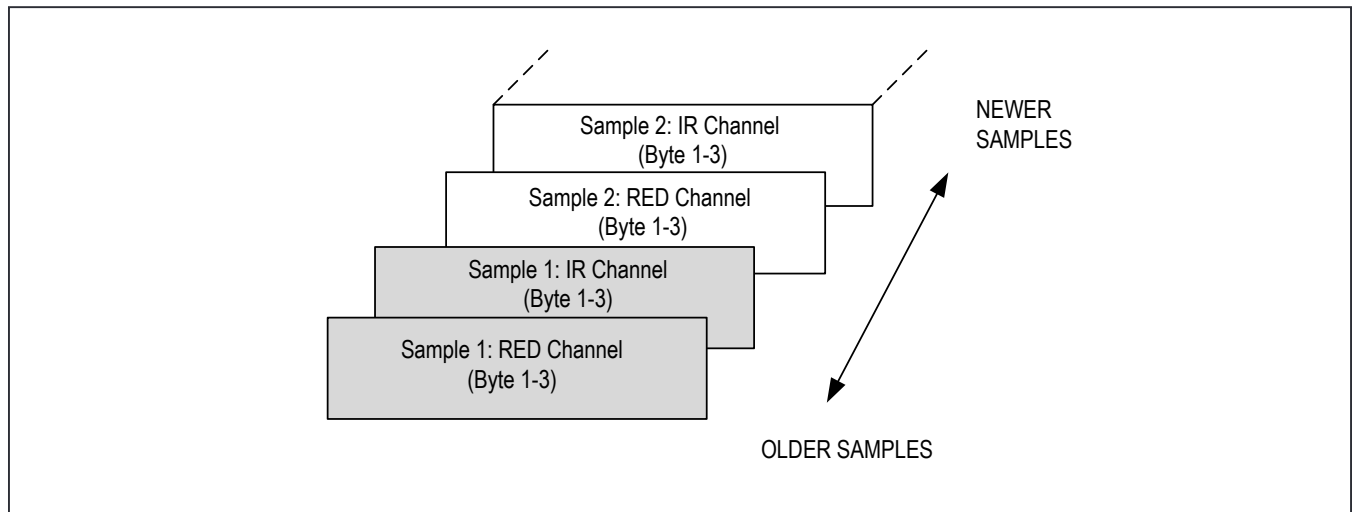 Sample 2: IR Channel
(Byte 1-3)
Sample 2: RED Channel
(Byte 1-3)
Sample 1: IR Channel
(Byte 1-3)
Sample 1: RED Channel
(Byte 1-3)
NEWER
SAMPLES
OLDER SAMPLES